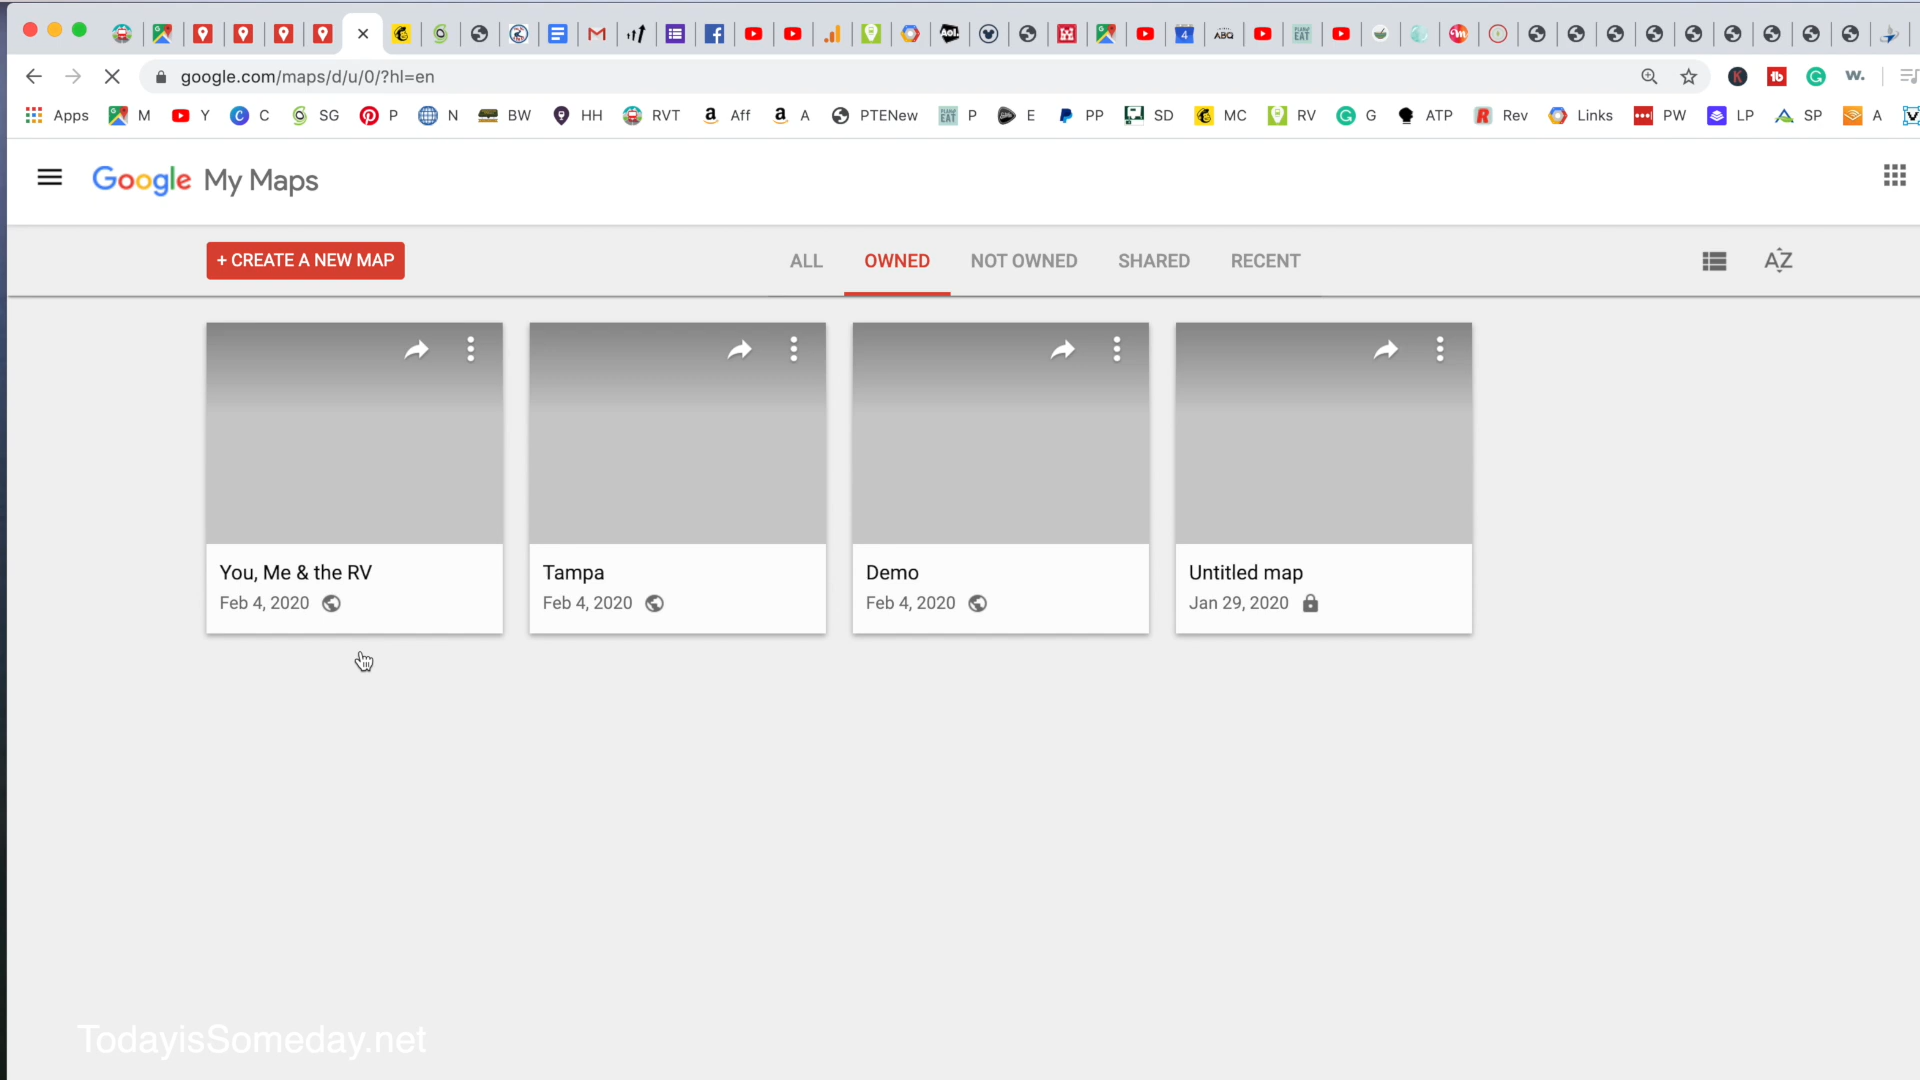 google.com/maps/d/u/0/?hl=en
Apps M Y C SG P N BW HH RVT Aff A PTENew P E PP SD MC RV G ATP Rev Links PW LP SP A
Google My Maps
+ CREATE A NEW MAP ALL OWNED NOT OWNED SHARED RECENT AZ
You, Me & the RV Tampa Demo Untitled map
Feb 4, 2020 Feb 4, 2020 Feb 4, 2020 Jan 29, 2020
TodayisSomeday.net